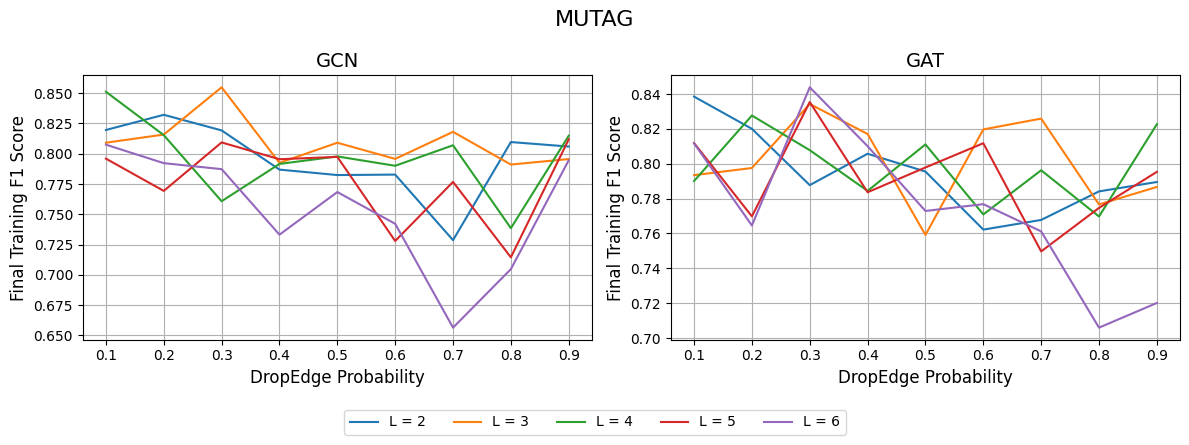 MUTAG
GCN
Final Training F1 Score
0.850
0.825
0.800
0.775
0.750
0.725
0.700
0.675
0.650
0.1 0.2 0.3 0.4 0.5 0.6 0.7 0.8 0.9
DropEdge Probability
GAT
Final Training F1 Score
0.84
0.82
0.80
0.78
0.76
0.74
0.72
0.70
0.1 0.2 0.3 0.4 0.5 0.6 0.7 0.8 0.9
DropEdge Probability
L = 2 L = 3 L = 4 L = 5 L = 6